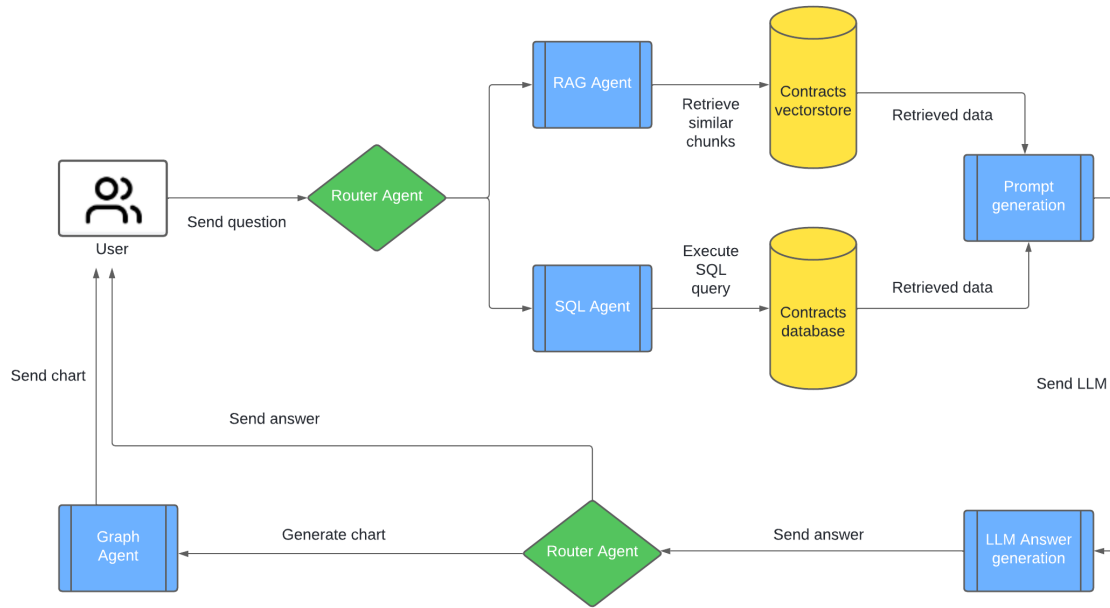 RAG Agent
Retrieve
similar
chunks
Contracts
vectorstore
Retrieved data
Router Agent
Send question
User
Prompt
generation
Execute
SQL
query
SQL Agent
Contracts
database
Retrieved data
Send chart
Send LLM
Send answer
Graph
Agent
Generate chart
Router Agent
Send answer
LLM Answer
generation